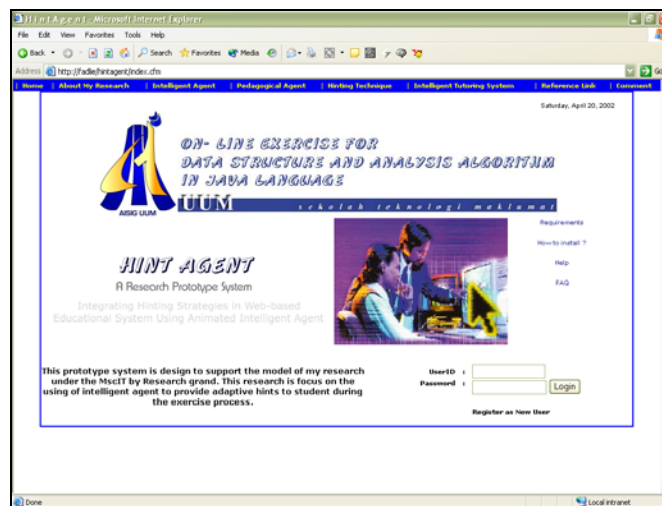 H i n t A g e n t - Microsoft Internet Explorer
File Edit View Favorites Tools Help
Back Search Favorites Media
Address http://fadlie/hintagent/index.cfm Go
| Home | About My Research | Intelligent Agent | Pedagogical Agent | Hinting Technique | Intelligent Tutoring System | Reference Link | Comment
Saturday, April 20, 2002
ON- LINE EXERCISE FOR
DATA STRUCTURE AND ANALYSIS ALGORITHM
IN JAVA LANGUAGE
UUM sekolah teknologi maklumat
AISIG UUM
Requirements
How to install ?
Help
FAQ
HINT AGENT
A Research Prototype System
Integrating Hinting Strategies in Web-based
Educational System Using Animated Intelligent Agent
This prototype system is design to support the model of my research
under the MscIT by Research grand. This research is focus on the
using of intelligent agent to provide adaptive hints to student during
the exercise process.
UserID :
Password : Login
Register as New User
Done Local intranet